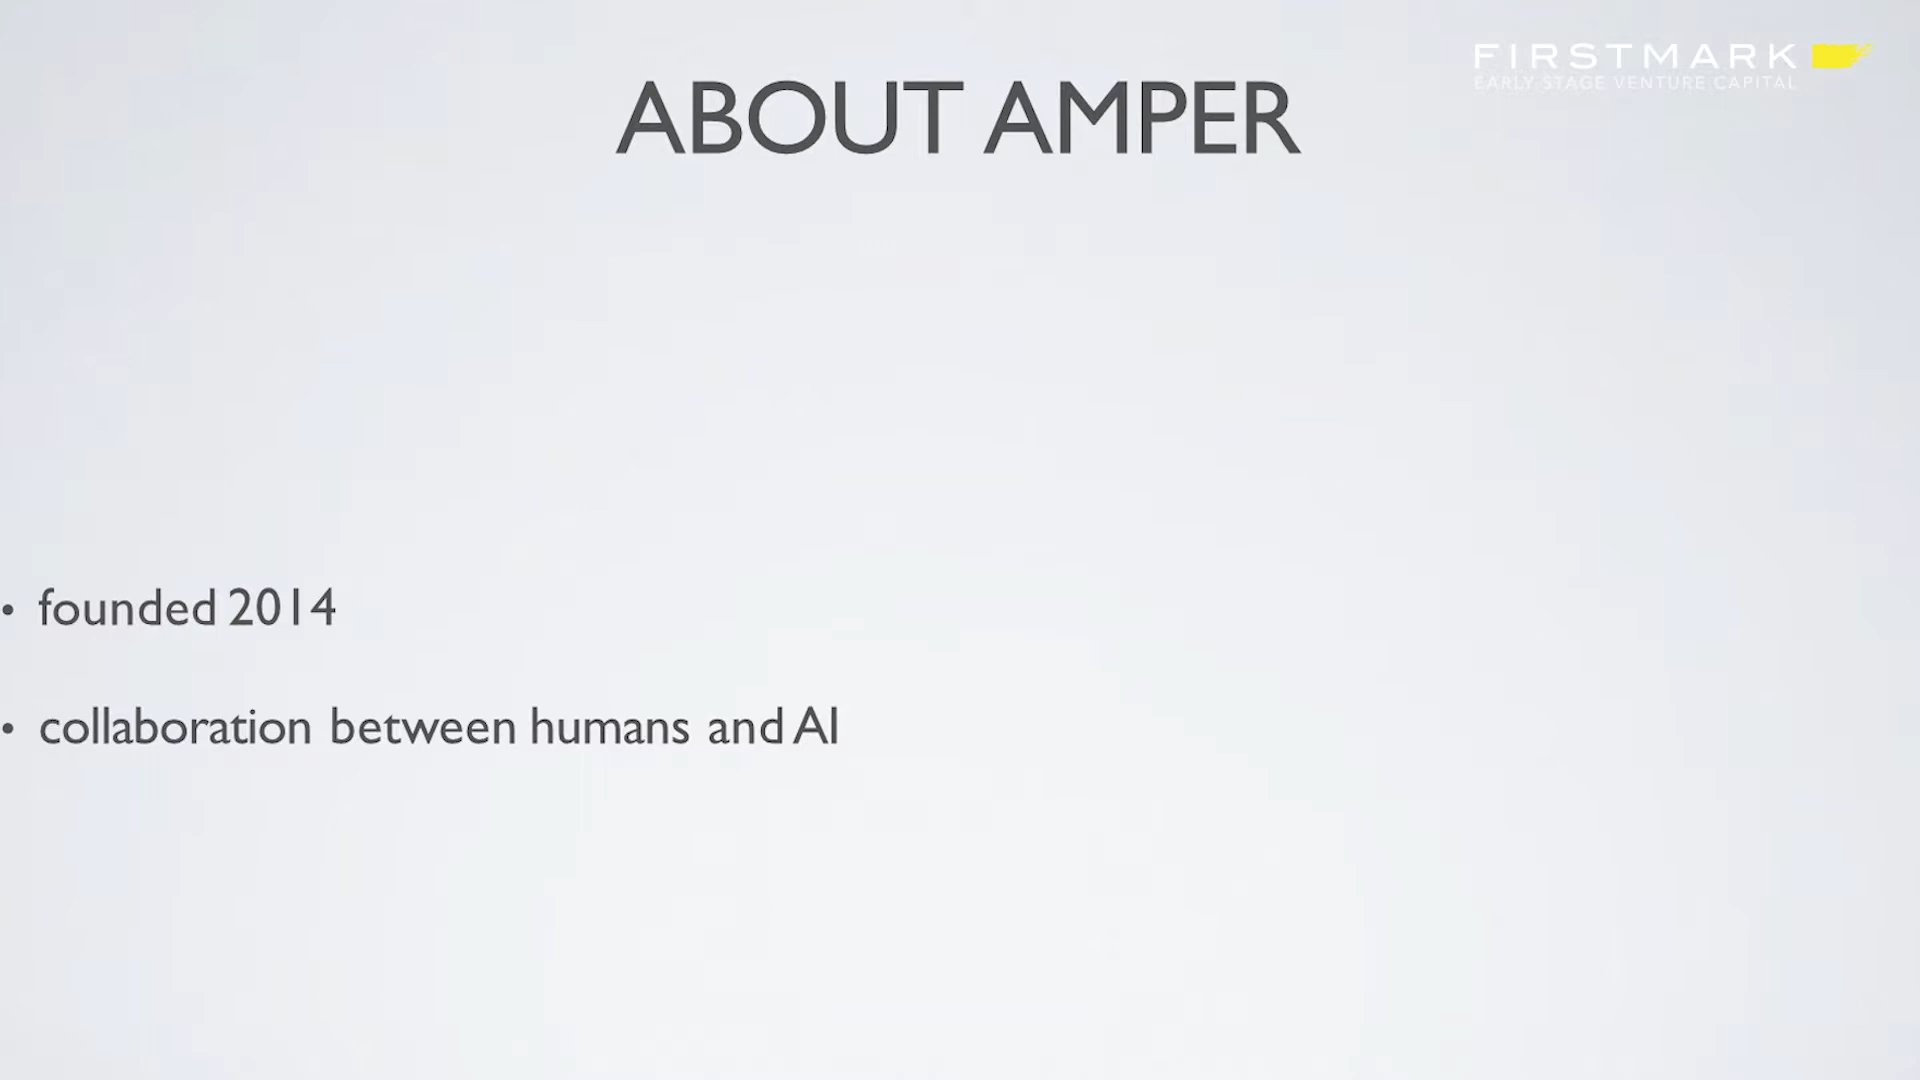 FIRSTMARK
EARLY STAGE VENTURE CAPITAL
ABOUT AMPER
• founded 2014
• collaboration between humans and AI